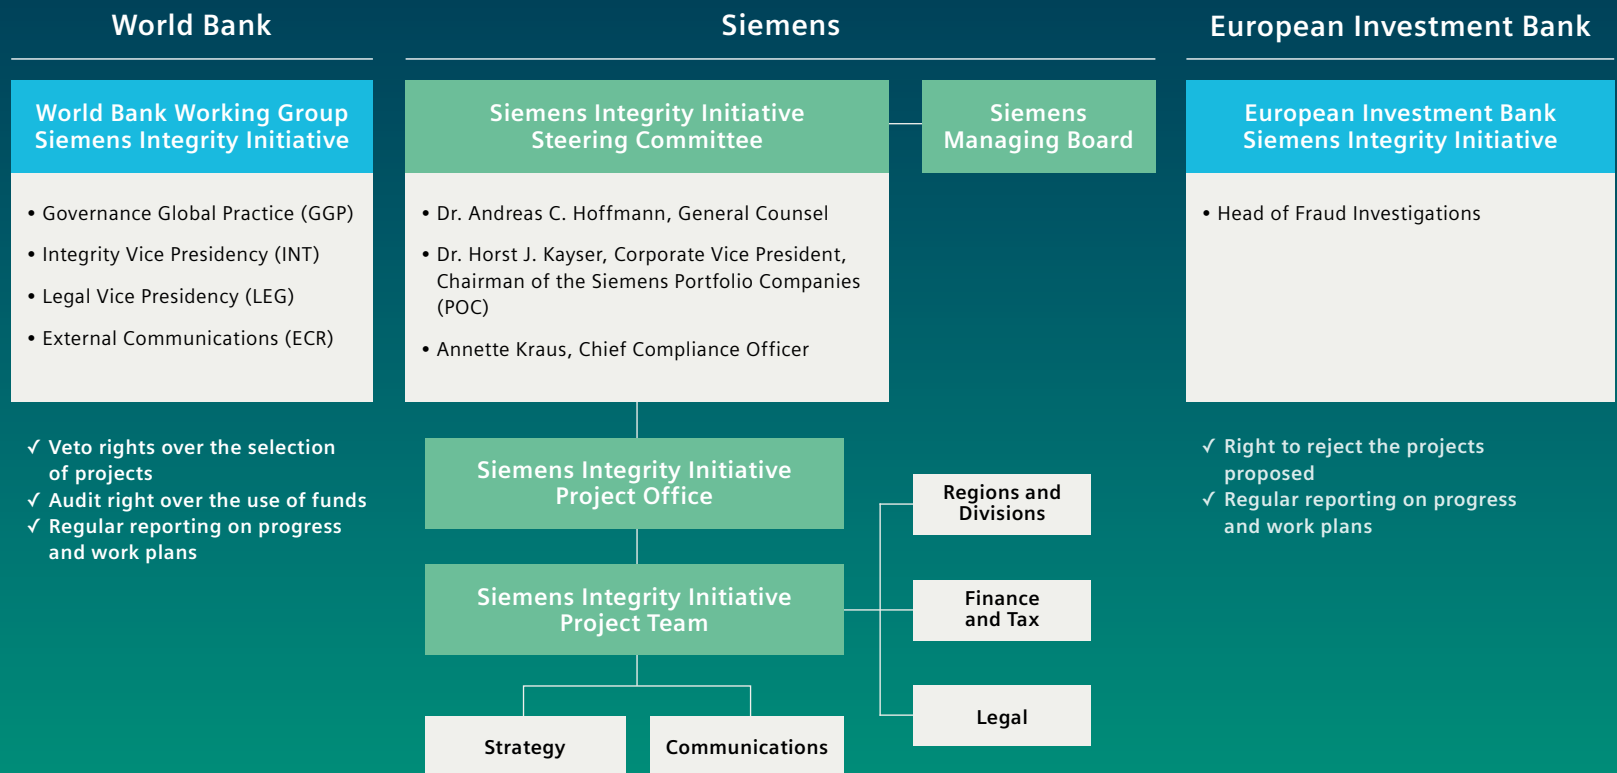 World Bank
World Bank Working Group
Siemens Integrity Initiative
• Governance Global Practice (GGP)
• Integrity Vice Presidency (INT)
• Legal Vice Presidency (LEG)
• External Communications (ECR)
✓ Veto rights over the selection
of projects
✓ Audit right over the use of funds
✓ Regular reporting on progress
and work plans
Siemens
Siemens Integrity Initiative
Steering Committee
Siemens
Managing Board
• Dr. Andreas C. Hoffmann, General Counsel
• Dr. Horst J. Kayser, Corporate Vice President,
Chairman of the Siemens Portfolio Companies
(POC)
• Annette Kraus, Chief Compliance Officer
Siemens Integrity Initiative
Project Office
Siemens Integrity Initiative
Project Team
Regions and
Divisions
Finance
and Tax
Legal
Strategy
Communications
European Investment Bank
European Investment Bank
Siemens Integrity Initiative
• Head of Fraud Investigations
✓ Right to reject the projects
proposed
✓ Regular reporting on progress
and work plans